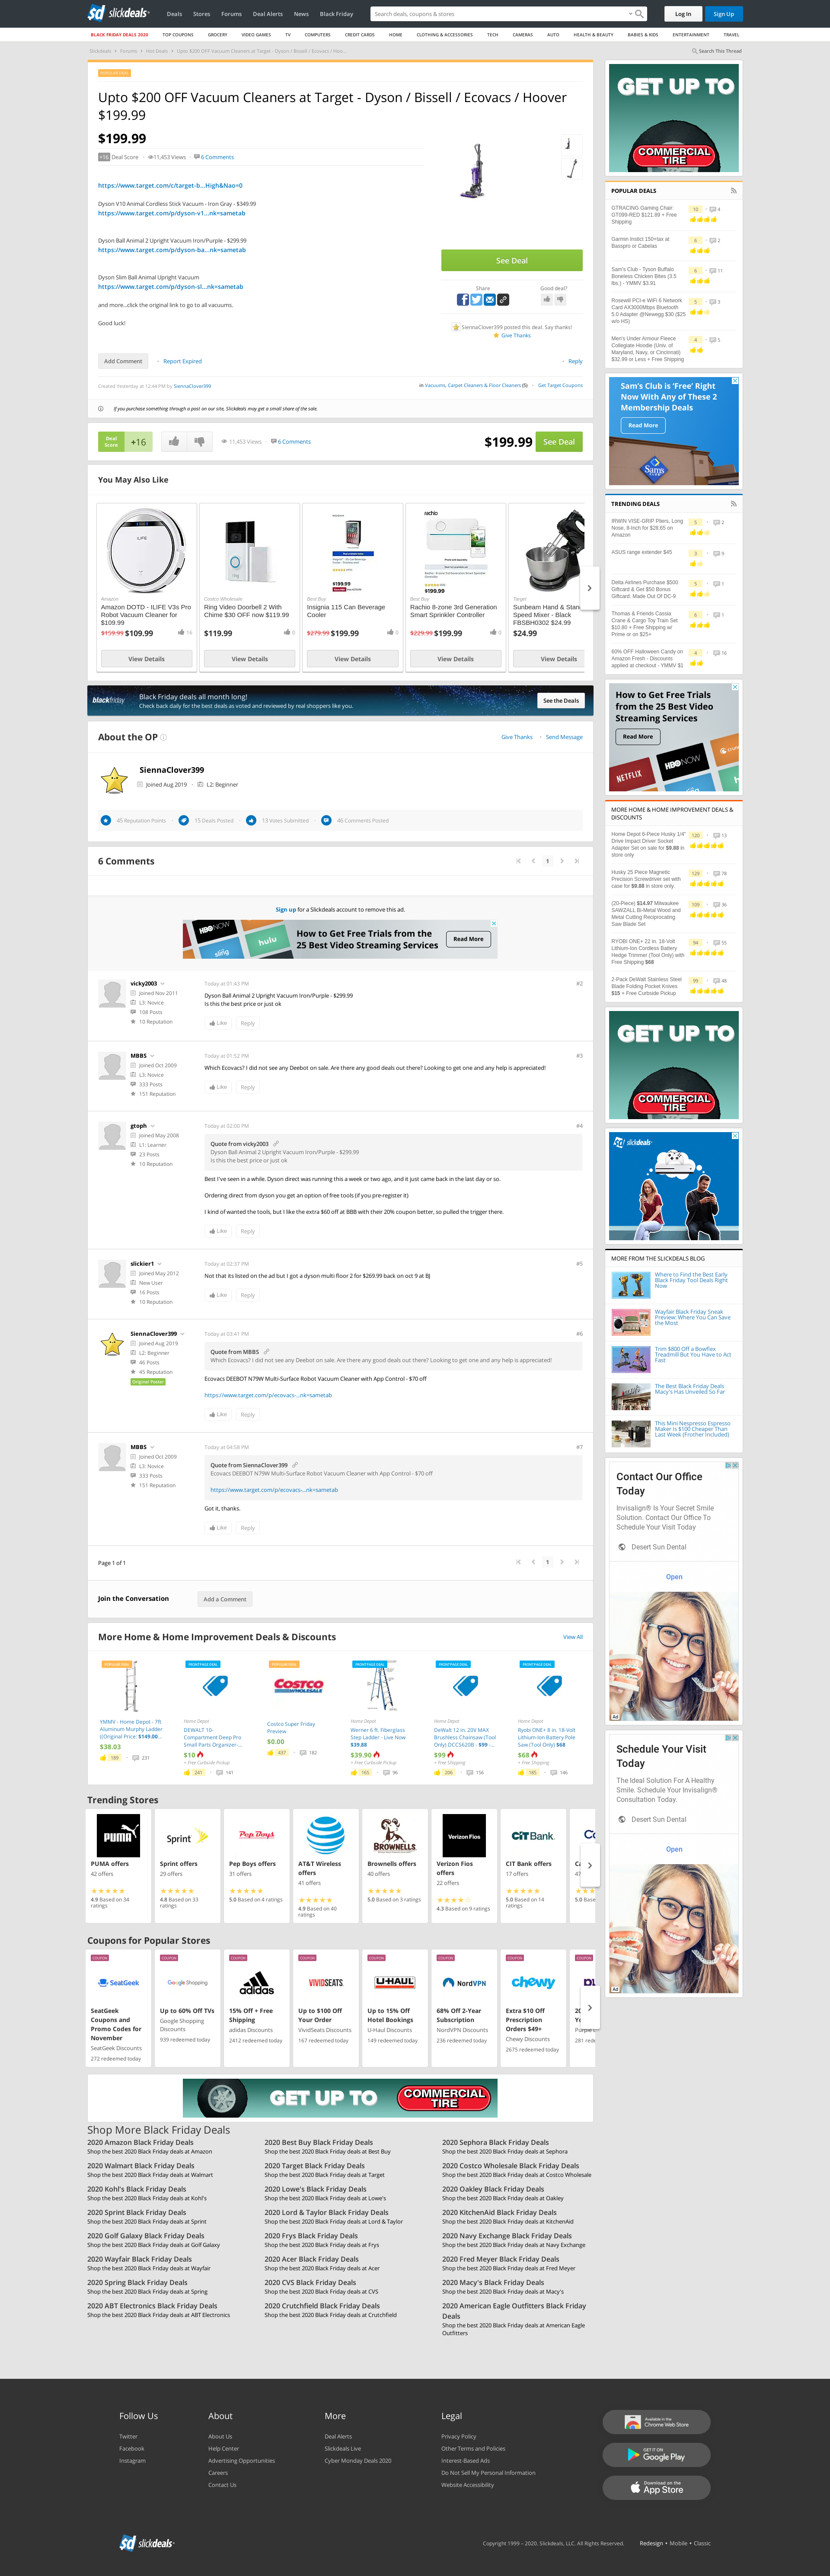 slickdeals
Deals Stores Forums Deal Alerts News Black Friday
Search deals, coupons & stores
Log In Sign Up
BLACK FRIDAY DEALS 2020 TOP COUPONS GROCERY VIDEO GAMES TV COMPUTERS CREDIT CARDS HOME CLOTHING & ACCESSORIES TECH CAMERAS AUTO HEALTH & BEAUTY BABIES & KIDS ENTERTAINMENT TRAVEL
Slickdeals > Forums > Hot Deals > Upto $200 OFF Vacuum Cleaners at Target - Dyson / Bissell / Ecovacs / Hoo...
Search This Thread
POPULAR DEAL
Upto $200 OFF Vacuum Cleaners at Target - Dyson / Bissell / Ecovacs / Hoover
$199.99
$199.99
+16 Deal Score 11,453 Views 6 Comments
https://www.target.com/c/target-b...High&Nao=0
Dyson V10 Animal Cordless Stick Vacuum - Iron Gray - $349.99
https://www.target.com/p/dyson-v1...nk=sametab
Dyson Ball Animal 2 Upright Vacuum Iron/Purple - $299.99
https://www.target.com/p/dyson-ba...nk=sametab
Dyson Slim Ball Animal Upright Vacuum
https://www.target.com/p/dyson-sl...nk=sametab
and more...click the original link to go to all vacuums.
Good luck!
See Deal
Share Good deal?
SiennaClover399 posted this deal. Say thanks!
Give Thanks
Add Comment Report Expired Reply
Created Yesterday at 12:44 PM by SiennaClover399
in Vacuums, Carpet Cleaners & Floor Cleaners (5) Get Target Coupons
If you purchase something through a post on our site, Slickdeals may get a small share of the sale.
Deal Score +16 11,453 Views 6 Comments $199.99 See Deal
You May Also Like
Amazon
Amazon DOTD - ILIFE V3s Pro Robot Vacuum Cleaner for $109.99
$159.99 $109.99 16
View Details
Costco Wholesale
Ring Video Doorbell 2 With Chime $30 OFF now $119.99
$119.99 0
View Details
Best Buy
Insignia 115 Can Beverage Cooler
$279.99 $199.99 0
View Details
rachio
Best Buy
Rachio 8-zone 3rd Generation Smart Sprinkler Controller
$229.99 $199.99 0
View Details
Target
Sunbeam Hand & Stand
Speed Mixer - Black
FBSBH0302 $24.99
$24.99
View Details
blackfriday
Black Friday deals all month long!
Check back daily for the best deals as voted and reviewed by real shoppers like you.
See the Deals
About the OP
Give Thanks Send Message
SiennaClover399
Joined Aug 2019 L2: Beginner
45 Reputation Points 15 Deals Posted 13 Votes Submitted 46 Comments Posted
6 Comments
1
Sign up for a Slickdeals account to remove this ad.
HBO NOW
sling
hulu
How to Get Free Trials from the
25 Best Video Streaming Services
Read More
vicky2003
Joined Nov 2011
L3: Novice
108 Posts
10 Reputation
Today at 01:43 PM #2
Dyson Ball Animal 2 Upright Vacuum Iron/Purple - $299.99
Is this the best price or just ok
Like Reply
MBBS
Joined Oct 2009
L3: Novice
333 Posts
151 Reputation
Today at 01:52 PM #3
Which Ecovacs? I did not see any Deebot on sale. Are there any good deals out there? Looking to get one and any help is appreciated!
Like Reply
gtoph
Joined May 2008
L1: Learner
23 Posts
10 Reputation
Today at 02:00 PM #4
Quote from vicky2003
Dyson Ball Animal 2 Upright Vacuum Iron/Purple - $299.99
Is this the best price or just ok
Best I've seen in a while. Dyson direct was running this a week or two ago, and it just came back in the last day or so.
Ordering direct from dyson you get an option of free tools (if you pre-register it)
I kind of wanted the tools, but I like the extra $60 off at BBB with their 20% coupon better, so pulled the trigger there.
Like Reply
slickier1
Joined May 2012
New User
16 Posts
10 Reputation
Today at 02:37 PM #5
Not that its listed on the ad but I got a dyson multi floor 2 for $269.99 back on oct 9 at BJ
Like Reply
SiennaClover399
Joined Aug 2019
L2: Beginner
46 Posts
45 Reputation
Original Poster
Today at 03:41 PM #6
Quote from MBBS
Which Ecovacs? I did not see any Deebot on sale. Are there any good deals out there? Looking to get one and any help is appreciated!
Ecovacs DEEBOT N79W Multi-Surface Robot Vacuum Cleaner with App Control - $70 off
https://www.target.com/p/ecovacs-...nk=sametab
Like Reply
MBBS
Joined Oct 2009
L3: Novice
333 Posts
151 Reputation
Today at 04:58 PM #7
Quote from SiennaClover399
Ecovacs DEEBOT N79W Multi-Surface Robot Vacuum Cleaner with App Control - $70 off
https://www.target.com/p/ecovacs-...nk=sametab
Got it, thanks.
Like Reply
Page 1 of 1
1
Join the Conversation
Add a Comment
More Home & Home Improvement Deals & Discounts
View All
POPULAR DEAL
YMMV - Home Depot - 7ft Aluminum Murphy Ladder ((Original Price: $149.00...
$38.03
189 231
FRONTPAGE DEAL
Home Depot
DEWALT 10-Compartment Deep Pro Small Parts Organizer-...
$10
+ Free Curbside Pickup
241 141
POPULAR DEAL
COSTCO WHOLESALE
Costco Super Friday Preview
$0.00
437 182
FRONTPAGE DEAL
Home Depot
Werner 6 ft. Fiberglass Step Ladder - Live Now $39.88
$39.90
+ Free Curbside Pickup
165 96
FRONTPAGE DEAL
Home Depot
DeWalt 12 in. 20V MAX Brushless Chainsaw (Tool Only) DCCS620B - $99 -...
$99
+ Free Shipping
206 156
FRONTPAGE DEAL
Home Depot
Ryobi ONE+ 8 in. 18-Volt Lithium-Ion Battery Pole Saw (Tool Only) $68
$68
+ Free Shipping
185 146
Trending Stores
PUMA offers
42 offers
4.9 Based on 34 ratings
Sprint offers
29 offers
4.8 Based on 33 ratings
Pep Boys offers
31 offers
5.0 Based on 4 ratings
AT&T Wireless offers
41 offers
4.9 Based on 40 ratings
Brownells offers
40 offers
5.0 Based on 3 ratings
Verizon Fios offers
22 offers
4.3 Based on 9 ratings
CIT Bank offers
17 offers
5.0 Based on 14 ratings
Coupons for Popular Stores
COUPON
SeatGeek
SeatGeek Coupons and Promo Codes for November
SeatGeek Discounts
272 redeemed today
COUPON
Google Shopping
Up to 60% Off TVs
Google Shopping Discounts
939 redeemed today
COUPON
adidas
15% Off + Free Shipping
adidas Discounts
2412 redeemed today
COUPON
VIVIDSEATS
Up to $100 Off Your Order
VividSeats Discounts
167 redeemed today
COUPON
U-HAUL
Up to 15% Off Hotel Bookings
U-Haul Discounts
149 redeemed today
COUPON
NordVPN
68% Off 2-Year Subscription
NordVPN Discounts
236 redeemed today
COUPON
chewy
Extra $10 Off Prescription Orders $49+
Chewy Discounts
2675 redeemed today
GET UP TO COMMERCIAL TIRE
Shop More Black Friday Deals
2020 Amazon Black Friday Deals
Shop the best 2020 Black Friday deals at Amazon
2020 Walmart Black Friday Deals
Shop the best 2020 Black Friday deals at Walmart
2020 Kohl's Black Friday Deals
Shop the best 2020 Black Friday deals at Kohl's
2020 Sprint Black Friday Deals
Shop the best 2020 Black Friday deals at Sprint
2020 Golf Galaxy Black Friday Deals
Shop the best 2020 Black Friday deals at Golf Galaxy
2020 Wayfair Black Friday Deals
Shop the best 2020 Black Friday deals at Wayfair
2020 Spring Black Friday Deals
Shop the best 2020 Black Friday deals at Spring
2020 ABT Electronics Black Friday Deals
Shop the best 2020 Black Friday deals at ABT Electronics
2020 Best Buy Black Friday Deals
Shop the best 2020 Black Friday deals at Best Buy
2020 Target Black Friday Deals
Shop the best 2020 Black Friday deals at Target
2020 Lowe's Black Friday Deals
Shop the best 2020 Black Friday deals at Lowe's
2020 Lord & Taylor Black Friday Deals
Shop the best 2020 Black Friday deals at Lord & Taylor
2020 Frys Black Friday Deals
Shop the best 2020 Black Friday deals at Frys
2020 Acer Black Friday Deals
Shop the best 2020 Black Friday deals at Acer
2020 CVS Black Friday Deals
Shop the best 2020 Black Friday deals at CVS
2020 Crutchfield Black Friday Deals
Shop the best 2020 Black Friday deals at Crutchfield
2020 Sephora Black Friday Deals
Shop the best 2020 Black Friday deals at Sephora
2020 Costco Wholesale Black Friday Deals
Shop the best 2020 Black Friday deals at Costco Wholesale
2020 Oakley Black Friday Deals
Shop the best 2020 Black Friday deals at Oakley
2020 KitchenAid Black Friday Deals
Shop the best 2020 Black Friday deals at KitchenAid
2020 Navy Exchange Black Friday Deals
Shop the best 2020 Black Friday deals at Navy Exchange
2020 Fred Meyer Black Friday Deals
Shop the best 2020 Black Friday deals at Fred Meyer
2020 Macy's Black Friday Deals
Shop the best 2020 Black Friday deals at Macy's
2020 American Eagle Outfitters Black Friday Deals
Shop the best 2020 Black Friday deals at American Eagle Outfitters
GET UP TO
COMMERCIAL TIRE
POPULAR DEALS
GTRACING Gaming Chair: GT099-RED $121.89 + Free Shipping 10 4
Garmin Instict 150+tax at Basspro or Cabelas 6 2
Sam's Club - Tyson Buffalo Boneless Chicken Bites (3.5 lbs.) - YMMV $3.91 6 11
Rosewill PCI-e WiFi 6 Network Card AX3000Mbps Bluetooth 5.0 Adapter @Newegg $30 ($25 w/o HS) 5 3
Men's Under Armour Fleece Collegiate Hoodie (Univ. of Maryland, Navy, or Cincinnati) $32.99 or Less + Free Shipping 4 5
Sam's Club is 'Free' Right
Now With Any of These 2
Membership Deals
Read More
TRENDING DEALS
IRWIN VISE-GRIP Pliers, Long Nose, 6-Inch for $28.65 on Amazon 5 2
ASUS range extender $45 3 9
Delta Airlines Purchase $500 Giftcard & Get $50 Bonus Giftcard: Made Out Of DC-9 5 1
Thomas & Friends Cassia Crane & Cargo Toy Train Set $10.80 + Free Shipping w/ Prime or on $25+ 6 1
60% OFF Halloween Candy on Amazon Fresh - Discounts applied at checkout - YMMV $1 4 16
How to Get Free Trials
from the 25 Best Video
Streaming Services
Read More
NETFLIX HBO NOW
MORE HOME & HOME IMPROVEMENT DEALS & DISCOUNTS
Home Depot 6-Piece Husky 1/4" Drive Impact Driver Socket Adapter Set on sale for $9.88 in store only 120 13
Husky 25 Piece Magnetic Precision Screwdriver set with case for $9.88 in store only. 129 78
(20-Piece) $14.97 Milwaukee SAWZALL Bi-Metal Wood and Metal Cutting Reciprocating Saw Blade Set 109 36
RYOBI ONE+ 22 in. 18-Volt Lithium-Ion Cordless Battery Hedge Trimmer (Tool Only) with Free Shipping $68 94 55
2-Pack DeWalt Stainless Steel Blade Folding Pocket Knives $15 + Free Curbside Pickup 99 48
GET UP TO
COMMERCIAL TIRE
slickdeals
MORE FROM THE SLICKDEALS BLOG
Where to Find the Best Early Black Friday Tool Deals Right Now
Wayfair Black Friday Sneak Preview: Where You Can Save the Most
Trim $800 Off a Bowflex Treadmill But You Have to Act Fast
The Best Black Friday Deals Macy's Has Unveiled So Far
This Mini Nespresso Espresso Maker Is $100 Cheaper Than Last Week (Frother Included)
Contact Our Office Today
Invisalign® Is Your Secret Smile Solution. Contact Our Office To Schedule Your Visit Today
Desert Sun Dental
Open
Ad
Schedule Your Visit Today
The Ideal Solution For A Healthy Smile. Schedule Your Invisalign® Consultation Today.
Desert Sun Dental
Open
Ad
Follow Us
Twitter
Facebook
Instagram
About
About Us
Help Center
Advertising Opportunities
Careers
Contact Us
More
Deal Alerts
Slickdeals Live
Cyber Monday Deals 2020
Legal
Privacy Policy
Other Terms and Policies
Interest-Based Ads
Do Not Sell My Personal Information
Website Accessibility
Available in the Chrome Web Store
GET IT ON Google Play
Download on the App Store
slickdeals
Copyright 1999 - 2020. Slickdeals, LLC. All Rights Reserved. Redesign • Mobile • Classic